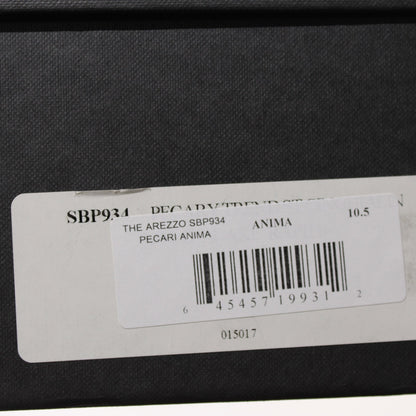 SBP934
THE AREZZO SBP934 ANIMA 10.5
PECARI ANIMA
6 45457 19931 2
015017